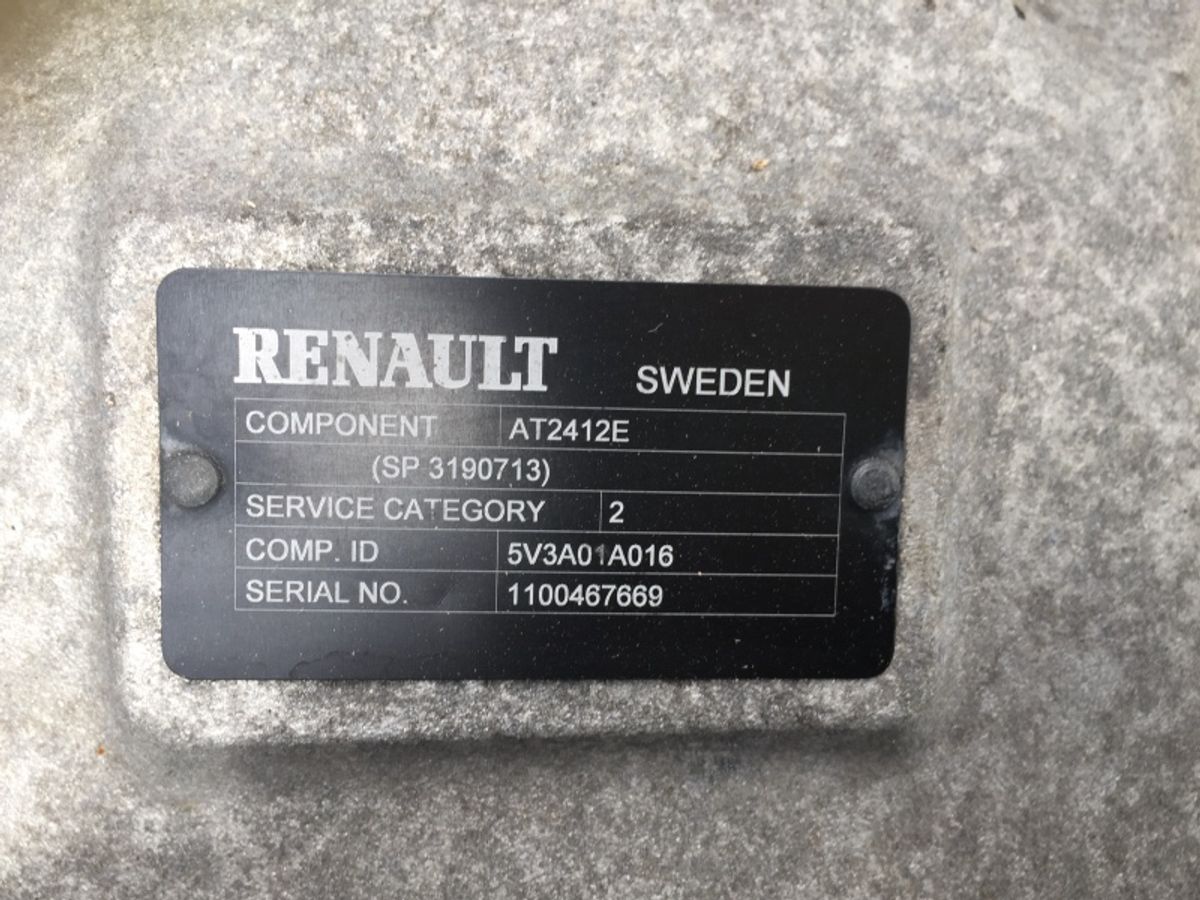 RENAULT SWEDEN
COMPONENT AT2412E
(SP 3190713)
SERVICE CATEGORY 2
COMP. ID 5V3A01A016
SERIAL NO. 1100467669